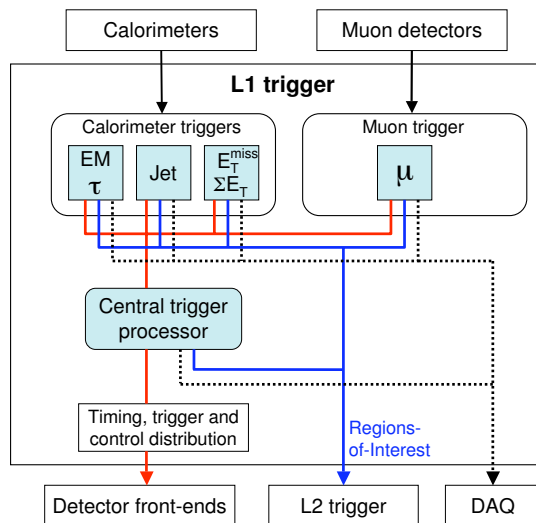 Calorimeters
Muon detectors
L1 trigger
Calorimeter triggers
Muon trigger
EM
τ
Jet
E_T^miss
ΣE_T
μ
Central trigger
processor
Timing, trigger and
control distribution
Regions-
of-Interest
Detector front-ends
L2 trigger
DAQ